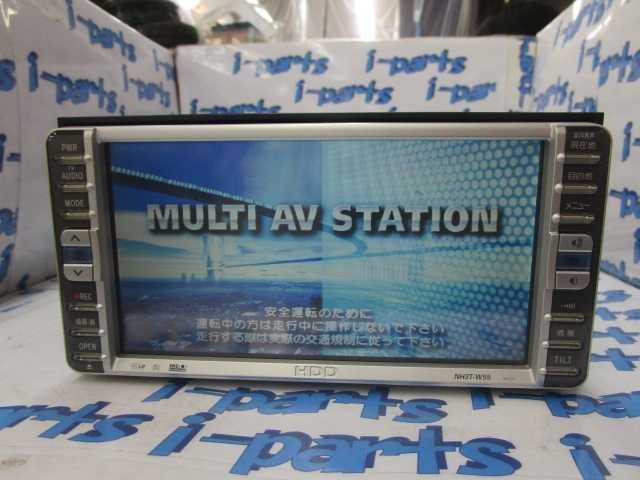 i-parts
i-parts
i-parts
i-parts
PWR
TV
AUDIO
MODE
REC
OPEN
MULTI AV STATION
安全運転のために
運転中の方は走行中に操作しないで下さい
走行する際は実際の交通規制に従って下さい
HDD
NH3T-W55
現在地
目的地
メニュー
TILT
i-parts
i-parts
i-parts